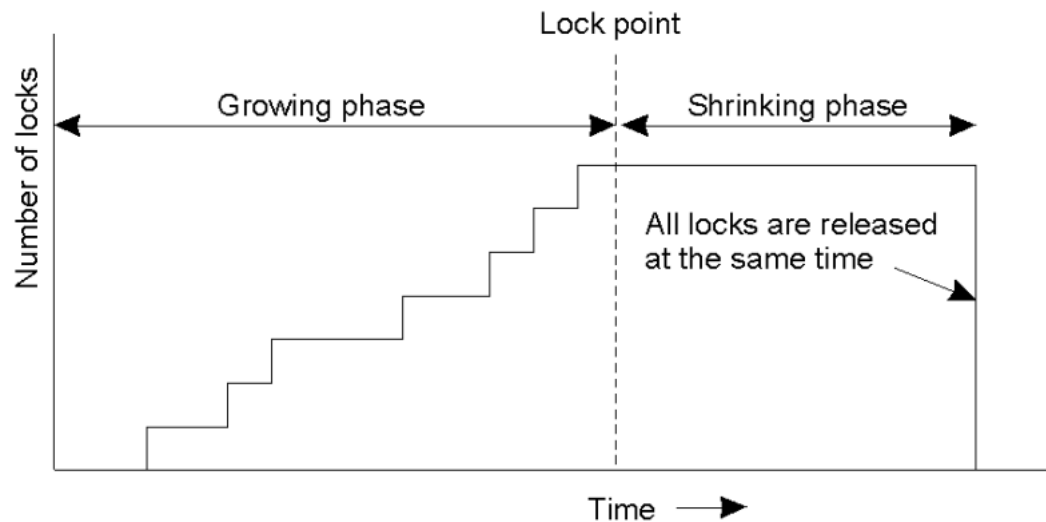 Lock point
Growing phase
Shrinking phase
Number of locks
All locks are released
at the same time
Time